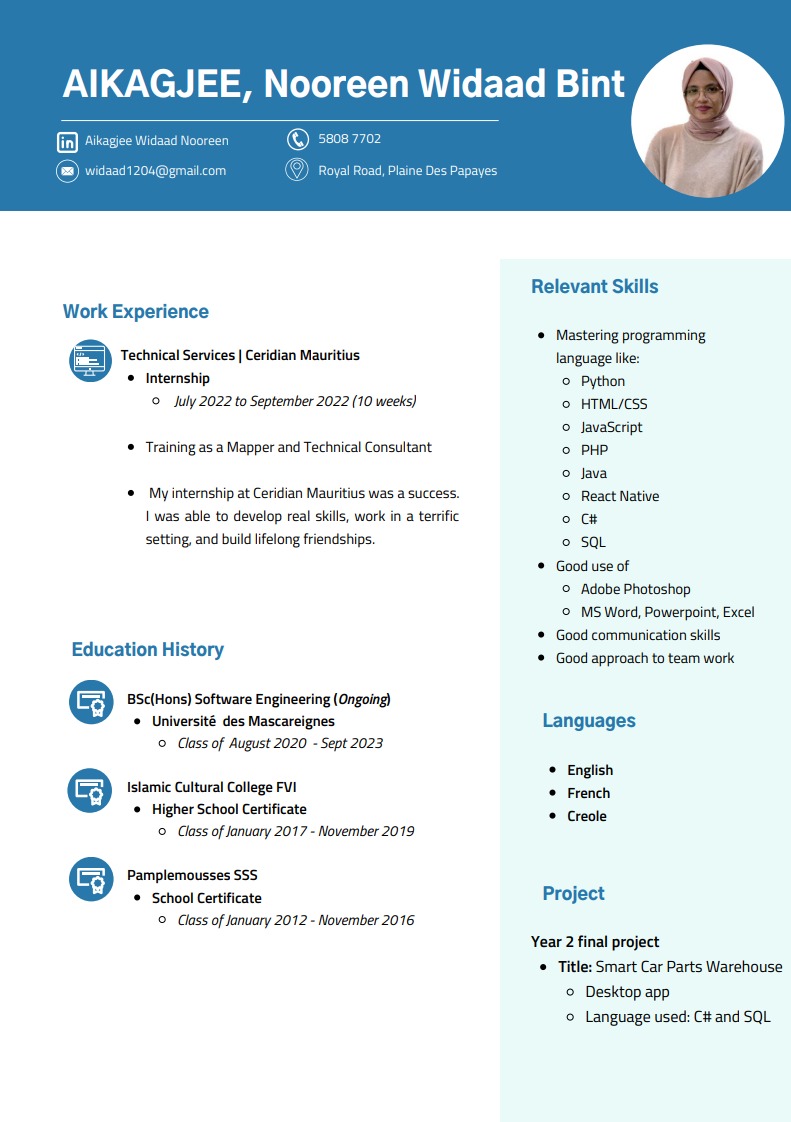 AIKAGJEE, Nooreen Widaad Bint
Aikagjee Widaad Nooreen
5808 7702
widaad1204@gmail.com
Royal Road, Plaine Des Papayes
Work Experience
Technical Services | Ceridian Mauritius
Internship
July 2022 to September 2022 (10 weeks)
Training as a Mapper and Technical Consultant
My internship at Ceridian Mauritius was a success.
I was able to develop real skills, work in a terrific
setting, and build lifelong friendships.
Education History
BSc(Hons) Software Engineering (Ongoing)
Université des Mascareignes
Class of August 2020 - Sept 2023
Islamic Cultural College FVI
Higher School Certificate
Class of January 2017 - November 2019
Pamplemousses SSS
School Certificate
Class of January 2012 - November 2016
Relevant Skills
Mastering programming
language like:
Python
HTML/CSS
JavaScript
PHP
Java
React Native
C#
SQL
Good use of
Adobe Photoshop
MS Word, Powerpoint, Excel
Good communication skills
Good approach to team work
Languages
English
French
Creole
Project
Year 2 final project
Title: Smart Car Parts Warehouse
Desktop app
Language used: C# and SQL